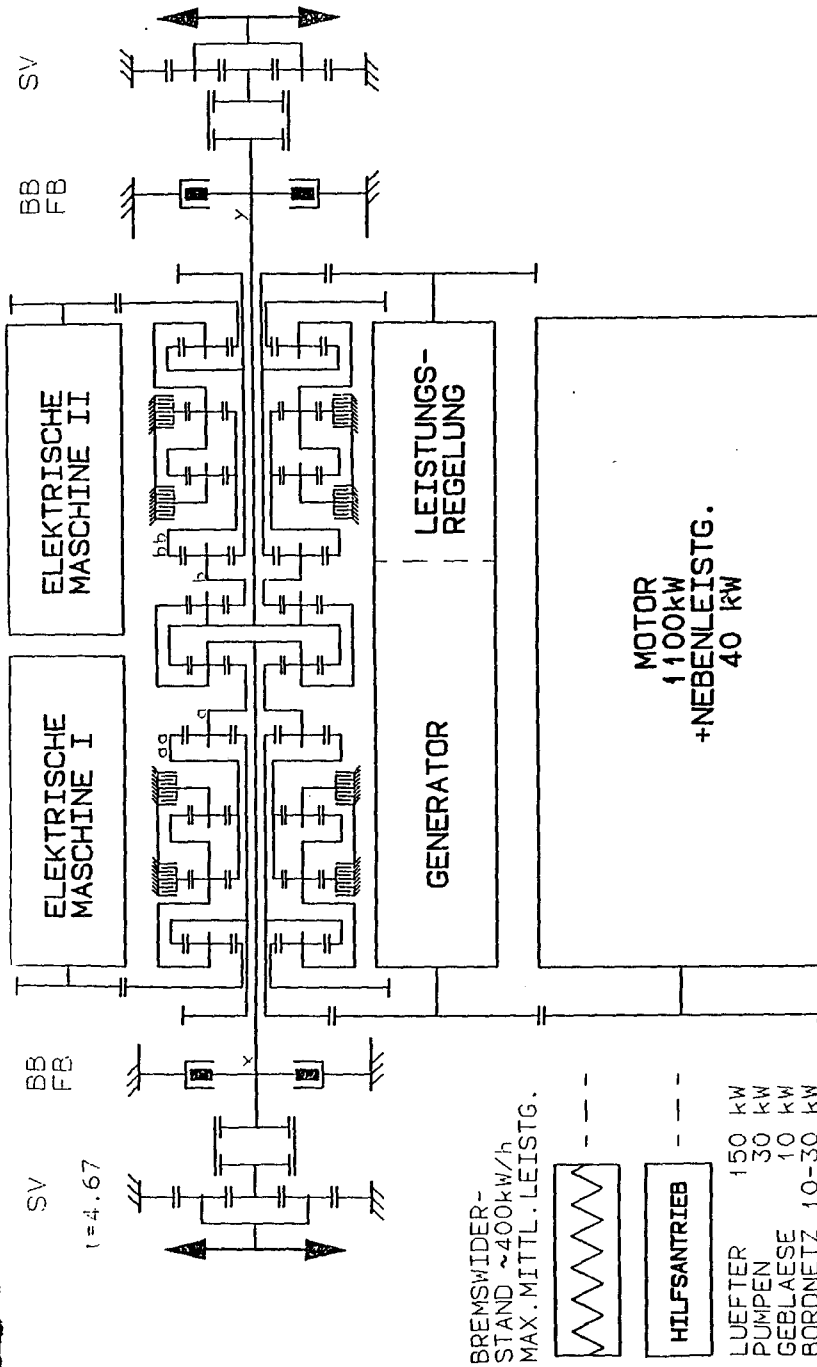 SV
i=4.67
BB
FB
BB
FB
SV
ELEKTRISCHE
MASCHINE I
ELEKTRISCHE
MASCHINE II
aa
a
b
bb
x
y
GENERATOR
LEISTUNGS-
REGELUNG
MOTOR
1100kW
+NEBENLEISTG.
40 kW
BREMSWIDER-
STAND ~400kW/h
MAX.MITTL.LEISTG.
HILFSANTRIEB
LUEFTER 150 kW
PUMPEN 30 kW
GEBLAESE 10 kW
BORDNETZ 10-30 kW